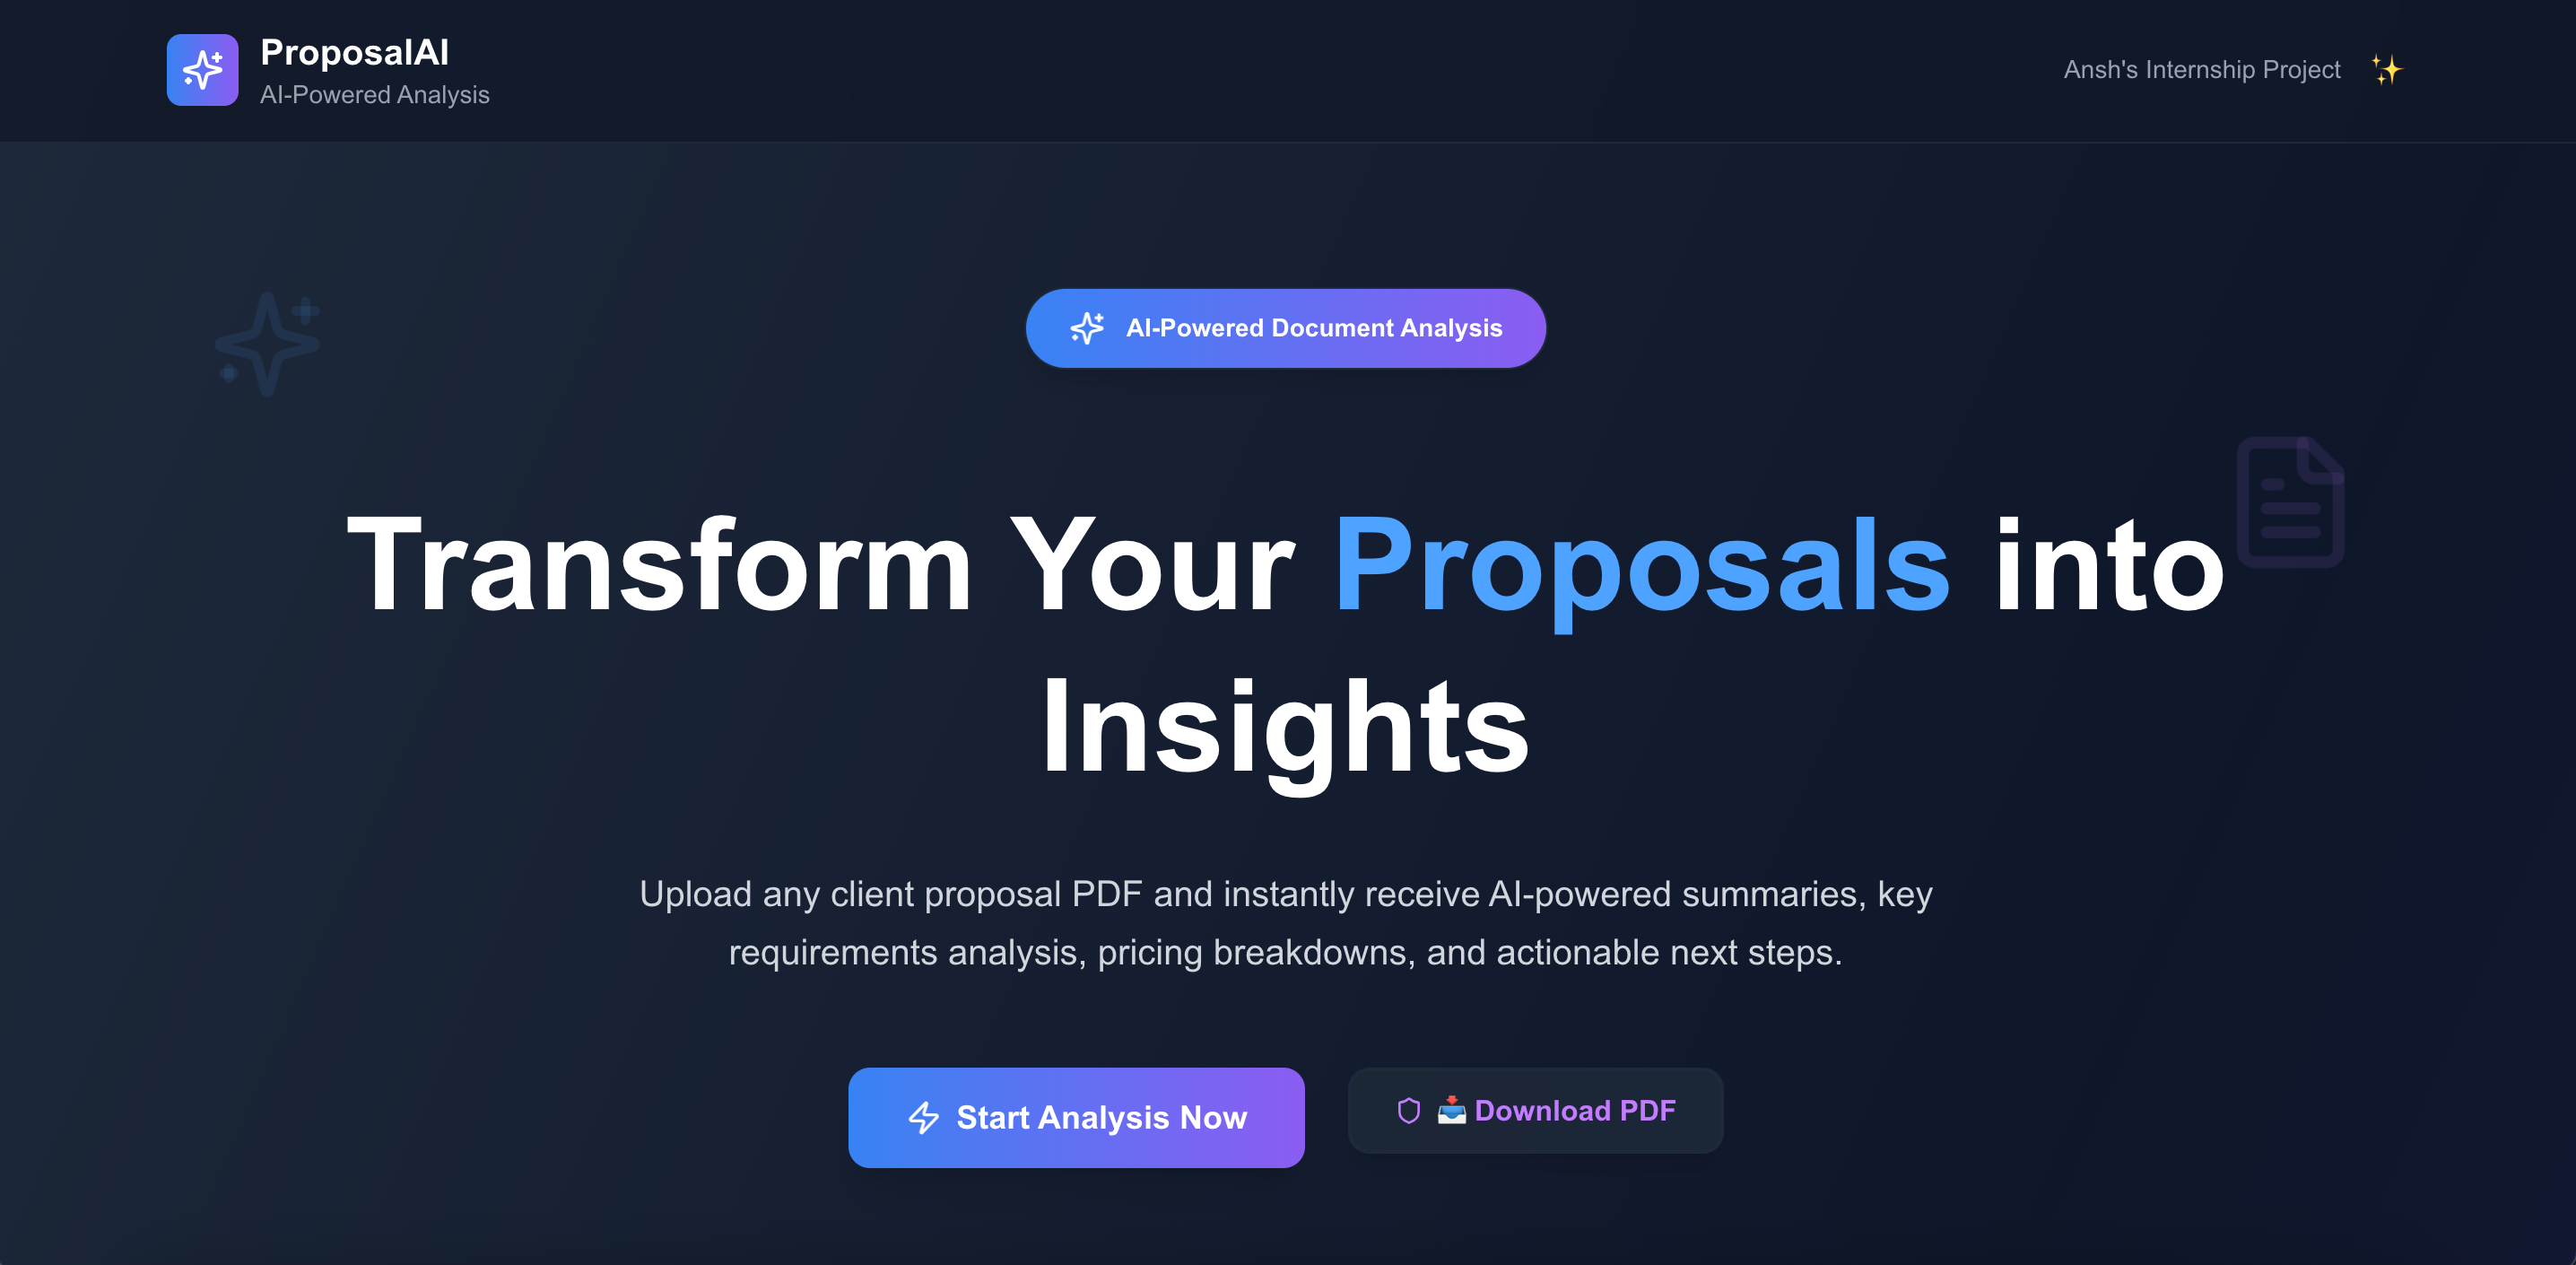 ProposalAI
AI-Powered Analysis
Ansh's Internship Project ✨
AI-Powered Document Analysis
Transform Your Proposals into
Insights
Upload any client proposal PDF and instantly receive AI-powered summaries, key
requirements analysis, pricing breakdowns, and actionable next steps.
Start Analysis Now
📥 Download PDF